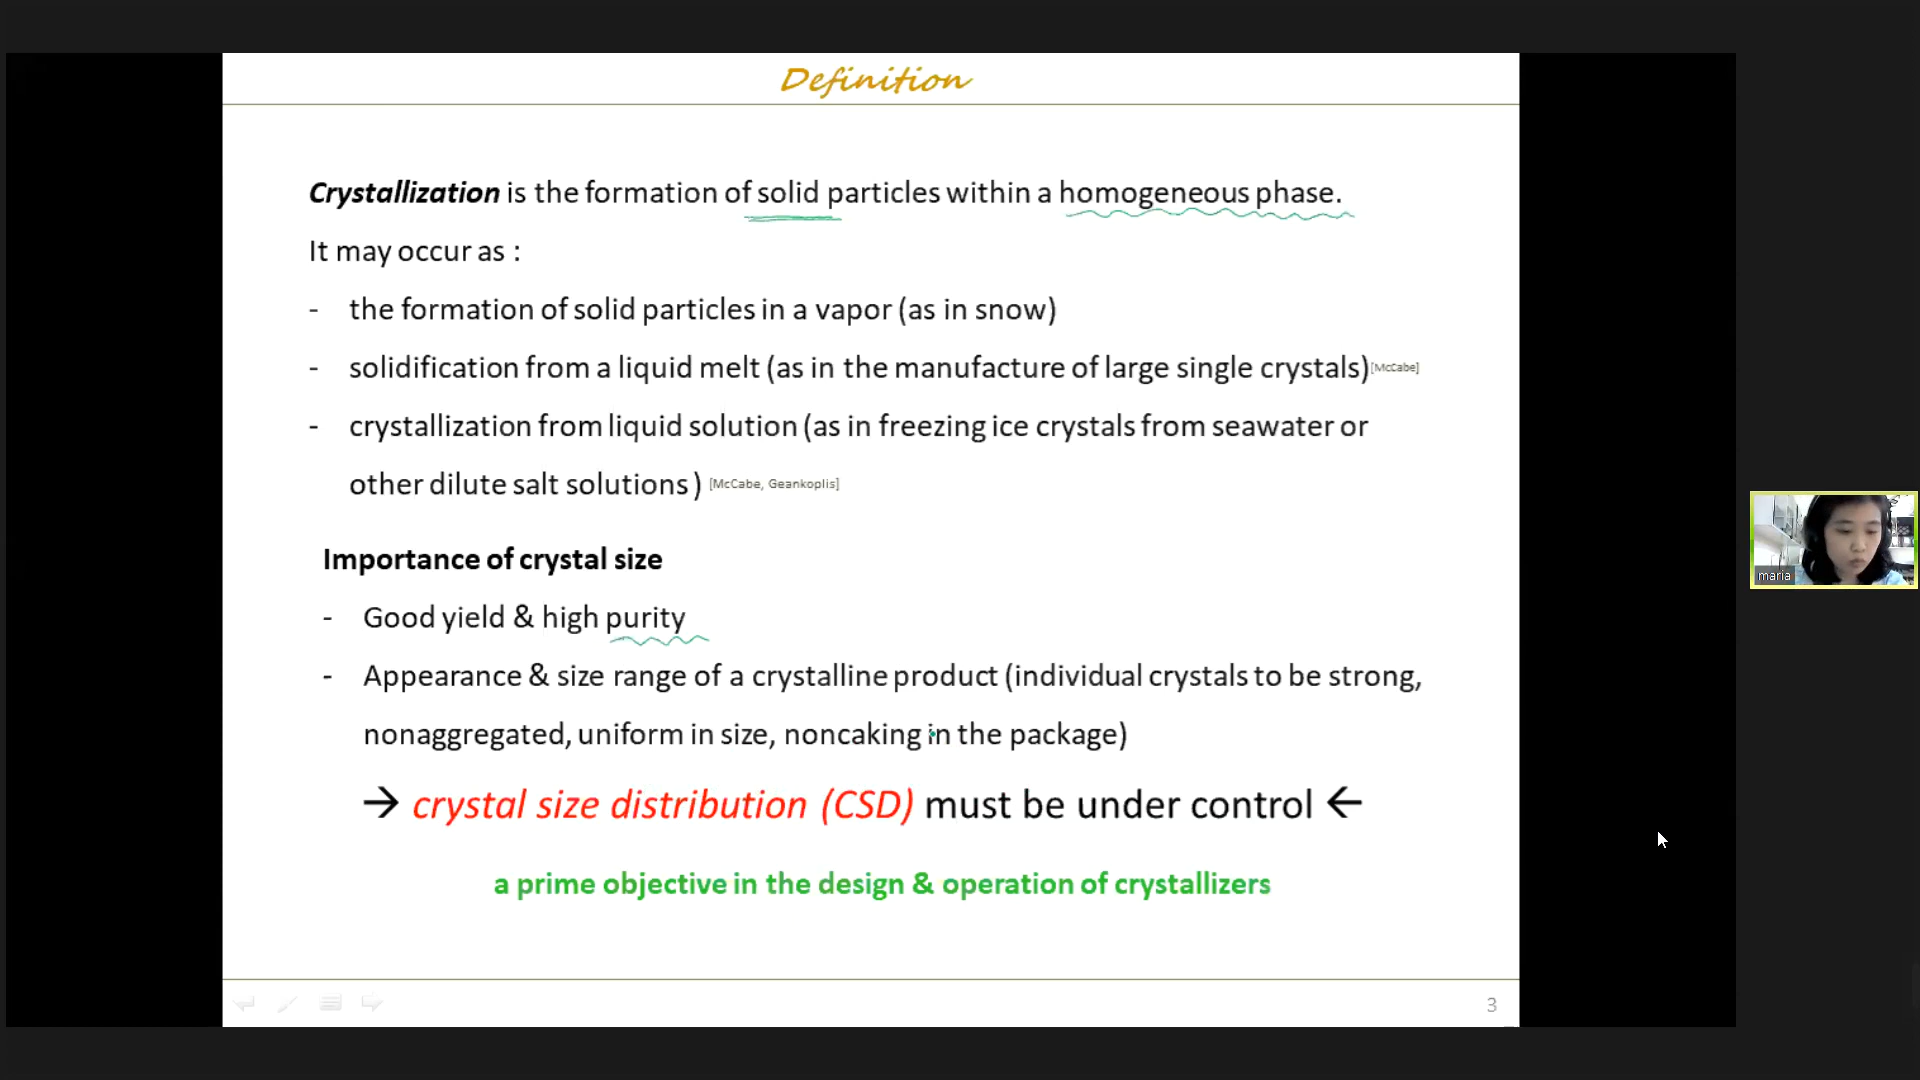 Definition
Crystallization is the formation of solid particles within a homogeneous phase.
It may occur as :
- the formation of solid particles in a vapor (as in snow)
- solidification from a liquid melt (as in the manufacture of large single crystals)[McCabe]
- crystallization from liquid solution (as in freezing ice crystals from seawater or
other dilute salt solutions) [McCabe, Geankoplis]
Importance of crystal size
- Good yield & high purity
- Appearance & size range of a crystalline product (individual crystals to be strong,
nonaggregated, uniform in size, noncaking in the package)
→ crystal size distribution (CSD) must be under control ←
a prime objective in the design & operation of crystallizers
3
maria